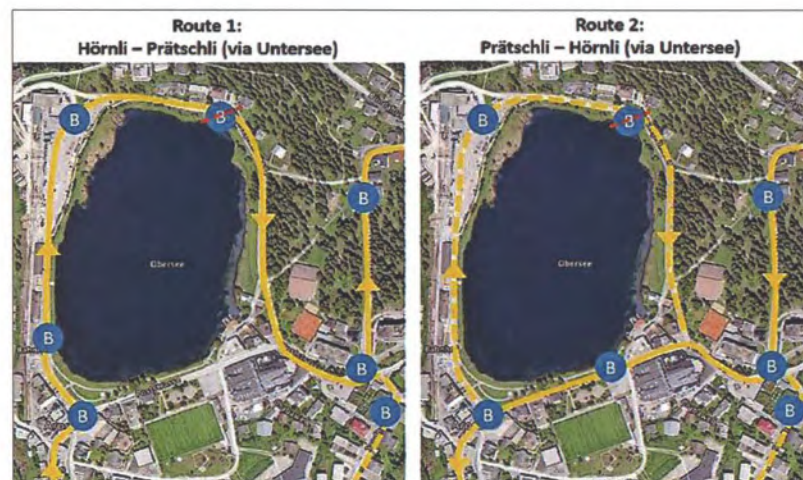 Route 1:
Hörnli – Prätschli (via Untersee)
B
B
B
B
B
B
B
Obersee
Route 2:
Prätschli – Hörnli (via Untersee)
B
B
B
B
B
B
B
Obersee